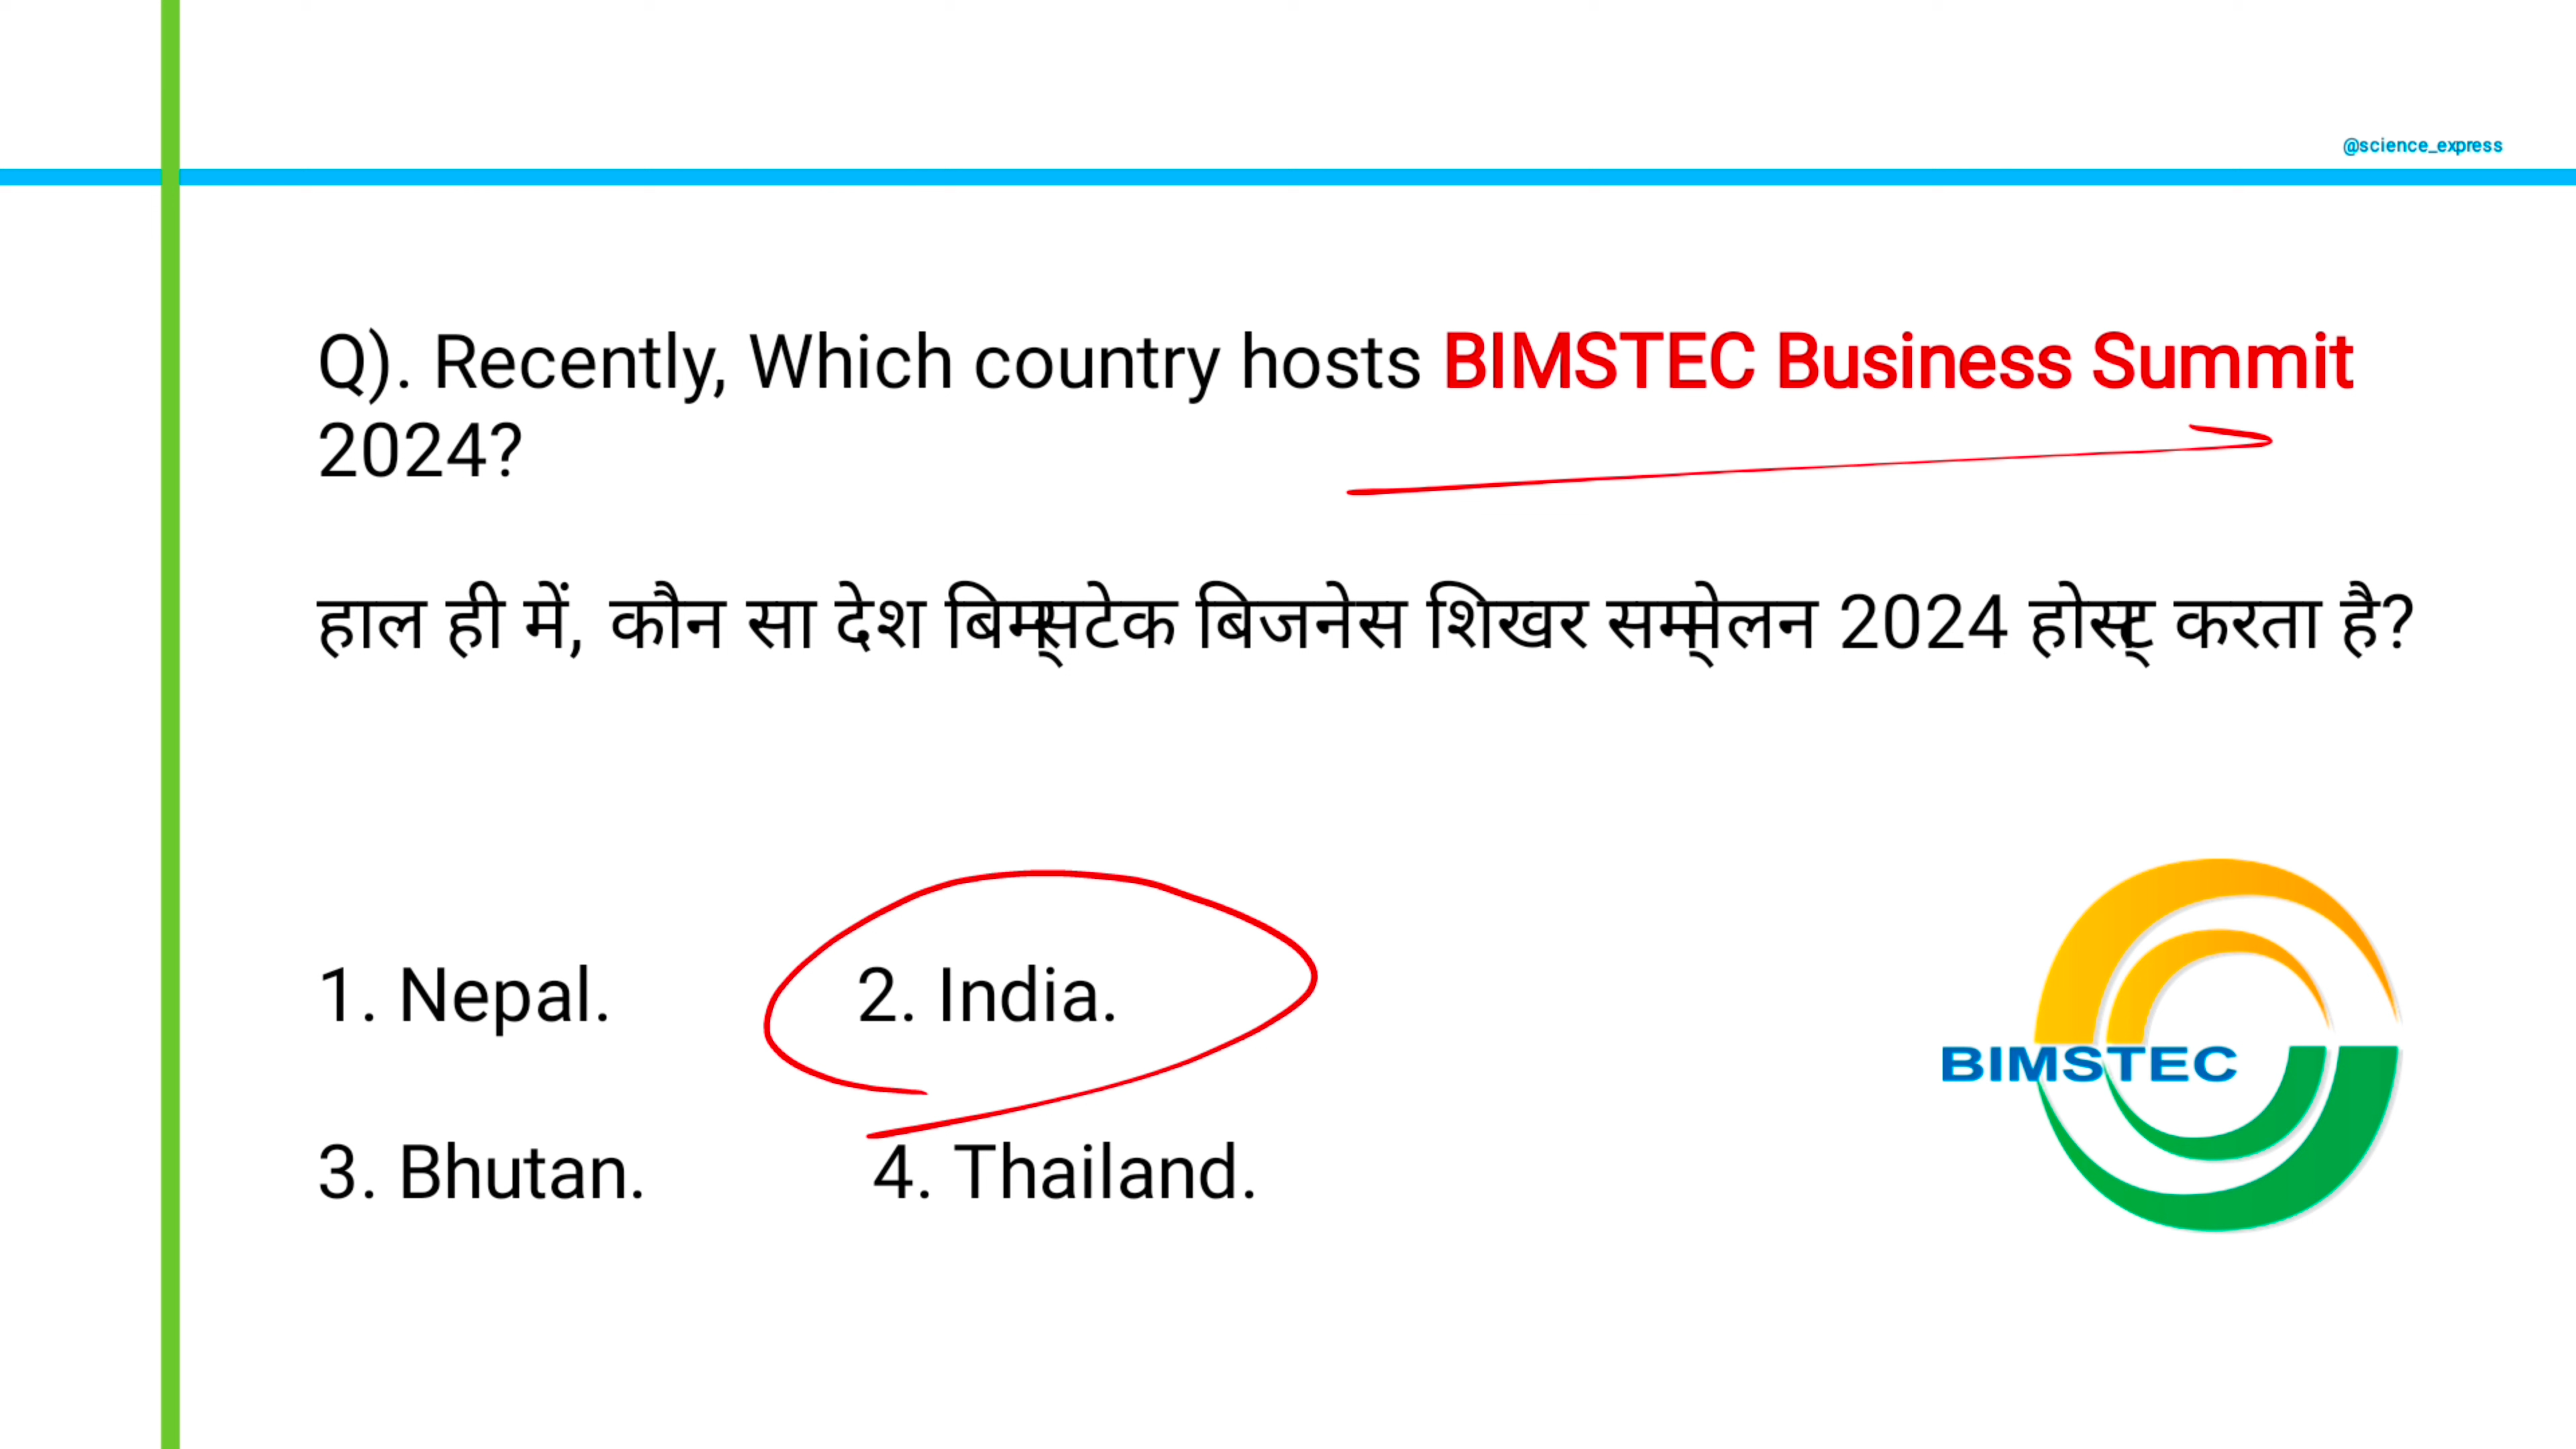 @science_express
Q). Recently, Which country hosts BIMSTEC Business Summit
2024?
हाल ही में, कौन सा देश बिम्सटेक बिजनेस शिखर सम्मेलन 2024 होस्ट करता है?
1. Nepal. 2. India.
BIMSTEC
3. Bhutan. 4. Thailand.